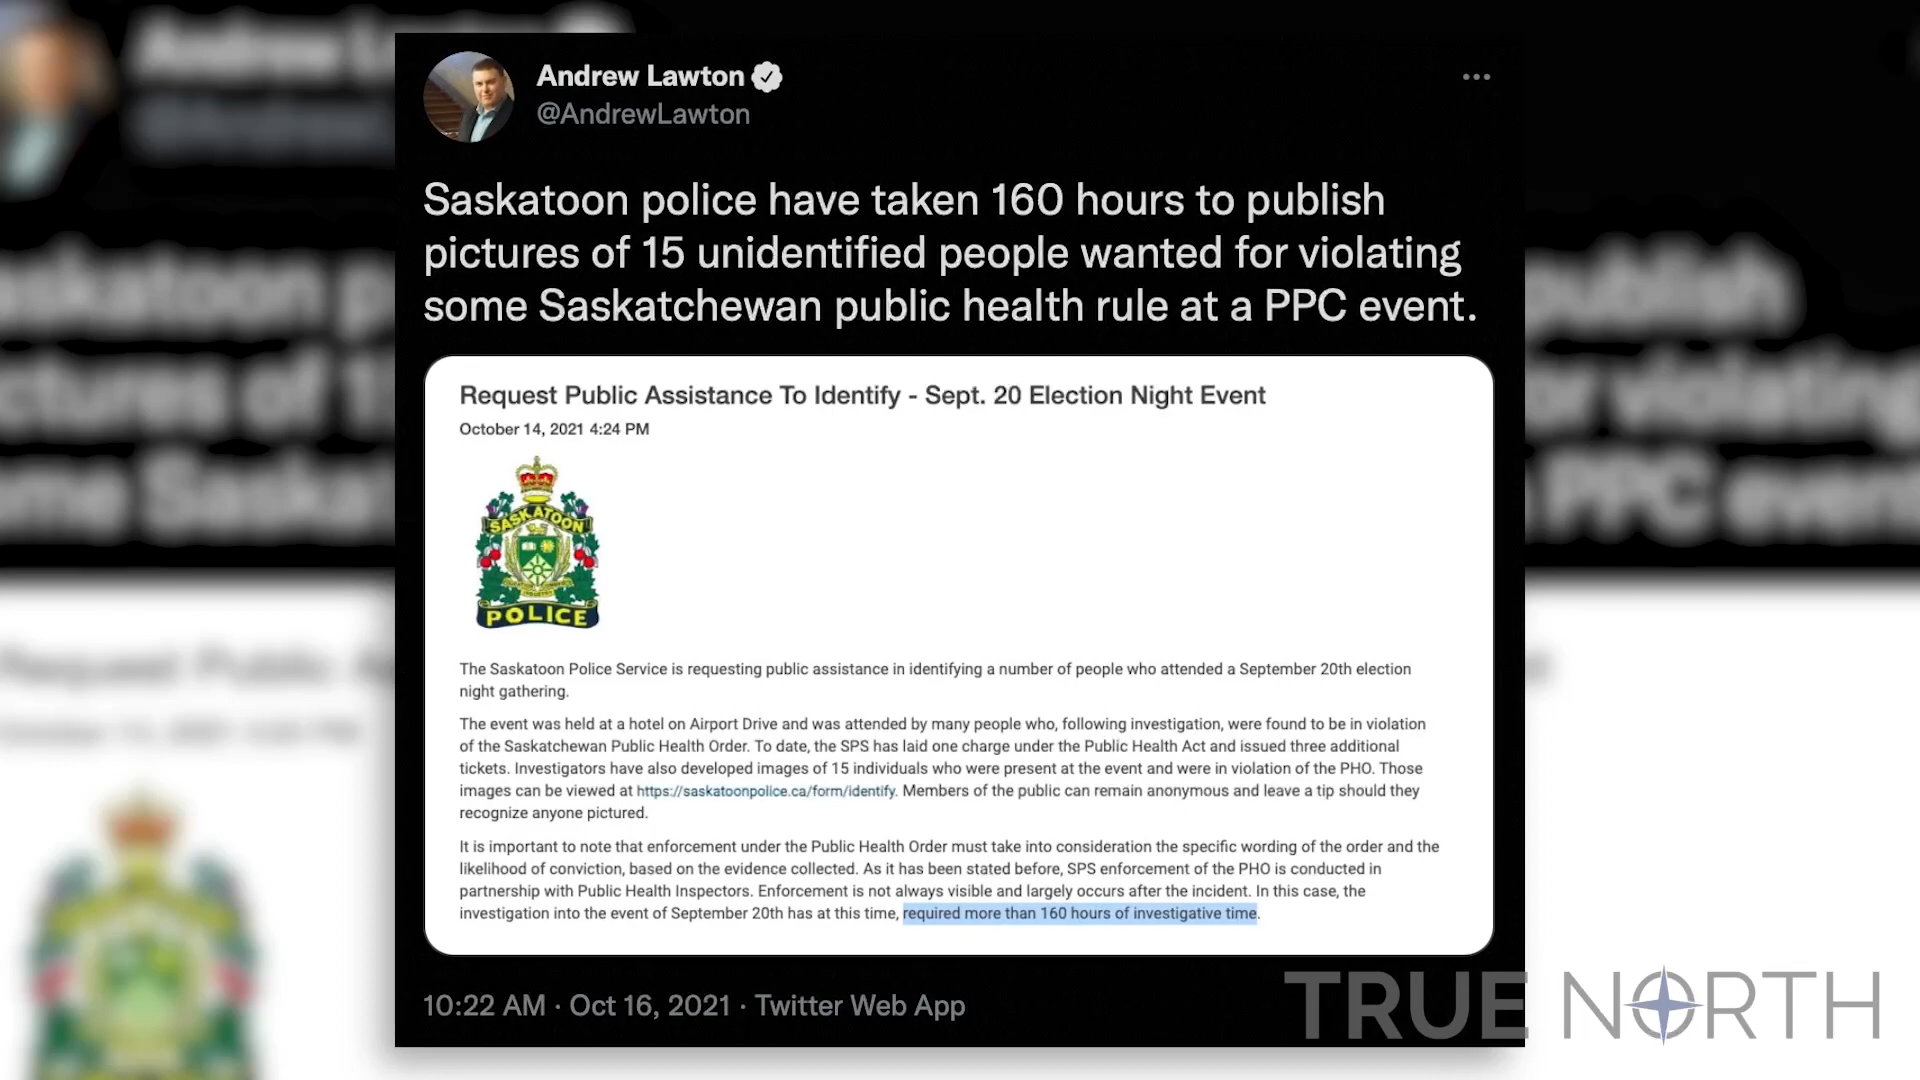 Andrew Lawton
@AndrewLawton
Saskatoon police have taken 160 hours to publish
pictures of 15 unidentified people wanted for violating
some Saskatchewan public health rule at a PPC event.
Request Public Assistance To Identify - Sept. 20 Election Night Event
October 14, 2021 4:24 PM
SASKATOON
POLICE
The Saskatoon Police Service is requesting public assistance in identifying a number of people who attended a September 20th election
night gathering.
The event was held at a hotel on Airport Drive and was attended by many people who, following investigation, were found to be in violation
of the Saskatchewan Public Health Order. To date, the SPS has laid one charge under the Public Health Act and issued three additional
tickets. Investigators have also developed images of 15 individuals who were present at the event and were in violation of the PHO. Those
images can be viewed at https://saskatoonpolice.ca/form/identify. Members of the public can remain anonymous and leave a tip should they
recognize anyone pictured.
It is important to note that enforcement under the Public Health Order must take into consideration the specific wording of the order and the
likelihood of conviction, based on the evidence collected. As it has been stated before, SPS enforcement of the PHO is conducted in
partnership with Public Health Inspectors. Enforcement is not always visible and largely occurs after the incident. In this case, the
investigation into the event of September 20th has at this time, required more than 160 hours of investigative time.
10:22 AM · Oct 16, 2021 · Twitter Web App
TRUE NORTH